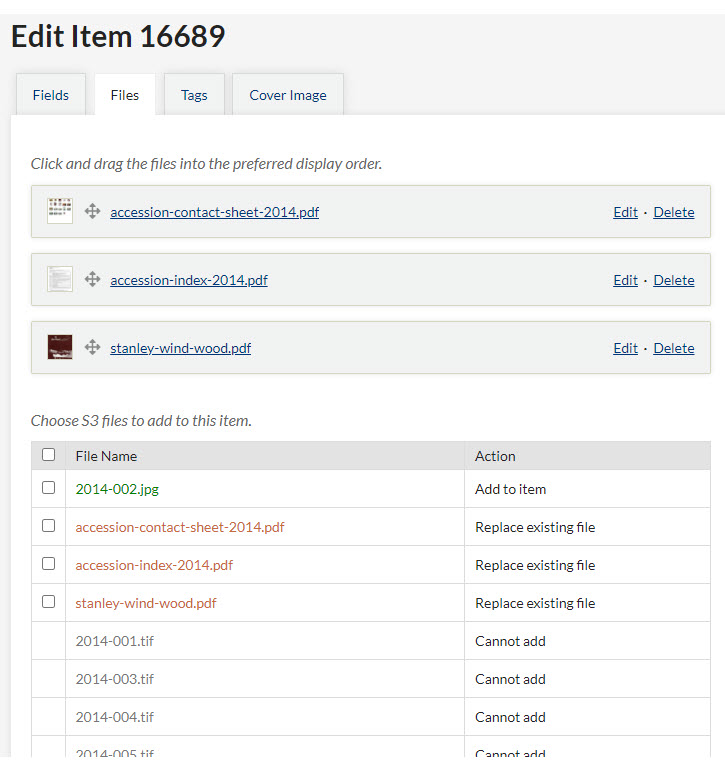 Edit Item 16689
Fields Files Tags Cover Image
Click and drag the files into the preferred display order.
accession-contact-sheet-2014.pdf Edit · Delete
accession-index-2014.pdf Edit · Delete
stanley-wind-wood.pdf Edit · Delete
Choose S3 files to add to this item.
File Name Action
2014-002.jpg Add to item
accession-contact-sheet-2014.pdf Replace existing file
accession-index-2014.pdf Replace existing file
stanley-wind-wood.pdf Replace existing file
2014-001.tif Cannot add
2014-003.tif Cannot add
2014-004.tif Cannot add
2014-005.tif Cannot add